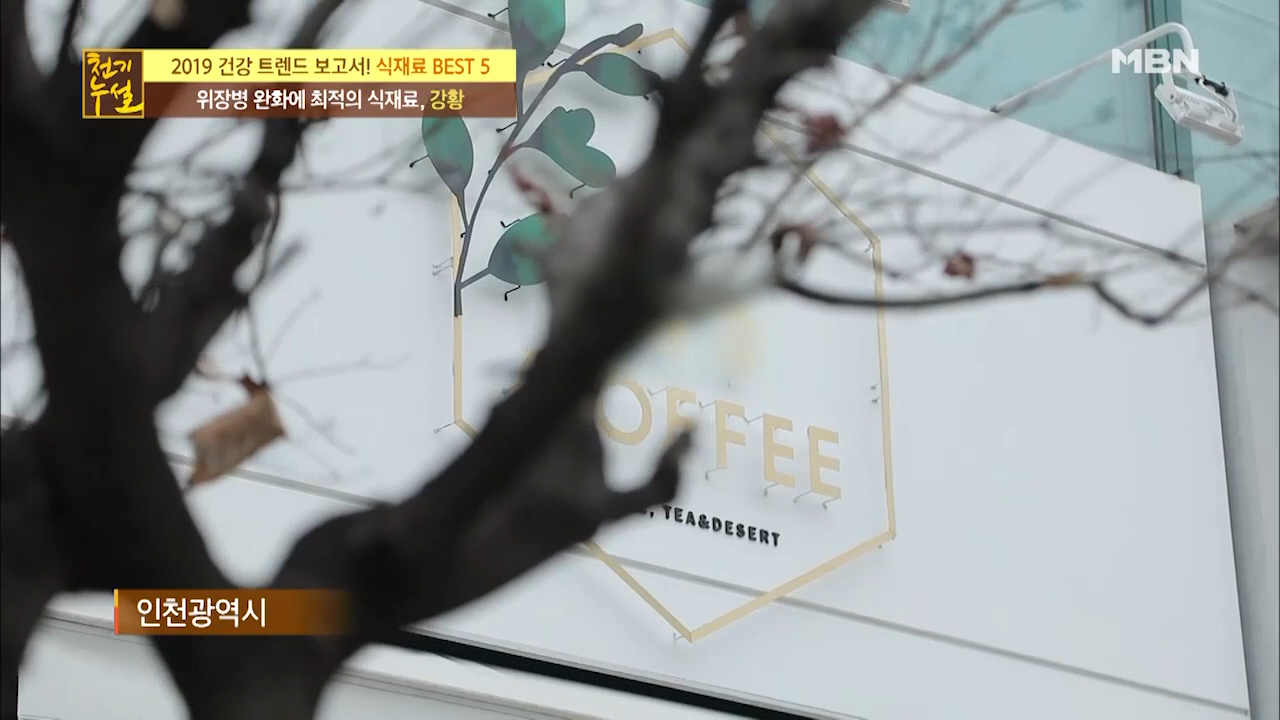 천기누설
2019 건강 트렌드 보고서! 식재료 BEST 5
위장병 완화에 최적의 식재료, 강황
MBN
OFFEE
TEA&DESERT
인천광역시